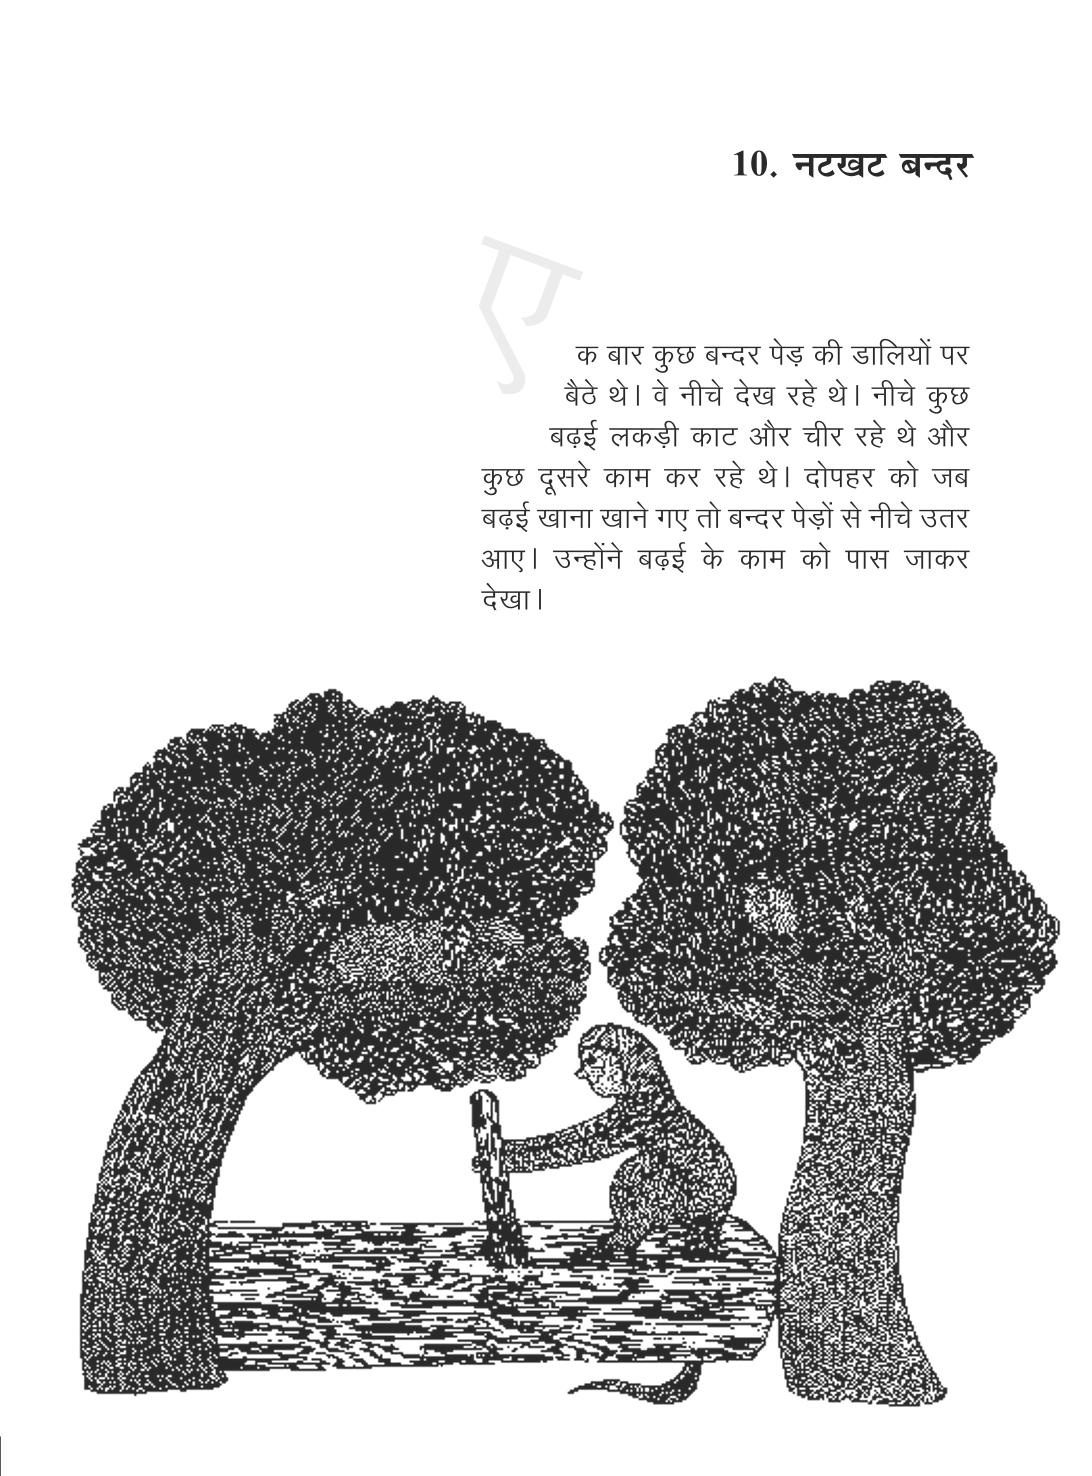 10. नटखट बन्दर
ए
क बार कुछ बन्दर पेड़ की डालियों पर
बैठे थे। वे नीचे देख रहे थे। नीचे कुछ
बढ़ई लकड़ी काट और चीर रहे थे और
कुछ दूसरे काम कर रहे थे। दोपहर को जब
बढ़ई खाना खाने गए तो बन्दर पेड़ों से नीचे उतर
आए। उन्होंने बढ़ई के काम को पास जाकर
देखा।